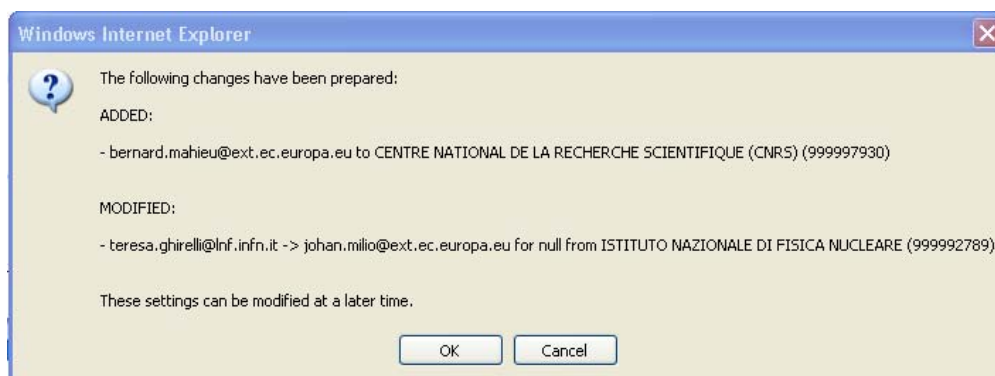 Windows Internet Explorer
The following changes have been prepared:
ADDED:
- bernard.mahieu@ext.ec.europa.eu to CENTRE NATIONAL DE LA RECHERCHE SCIENTIFIQUE (CNRS) (999997930)
MODIFIED:
- teresa.ghirelli@lnf.infn.it -> johan.milio@ext.ec.europa.eu for null from ISTITUTO NAZIONALE DI FISICA NUCLEARE (999992789)
These settings can be modified at a later time.
OK Cancel